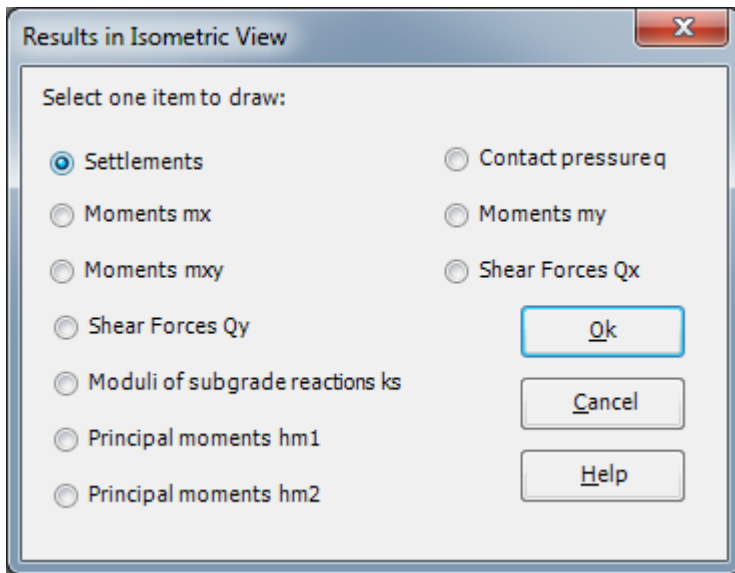 Results in Isometric View
Select one item to draw:
Settlements
Contact pressure q
Moments mx
Moments my
Moments mxy
Shear Forces Qx
Shear Forces Qy
Ok
Moduli of subgrade reactions ks
Cancel
Principal moments hm1
Help
Principal moments hm2